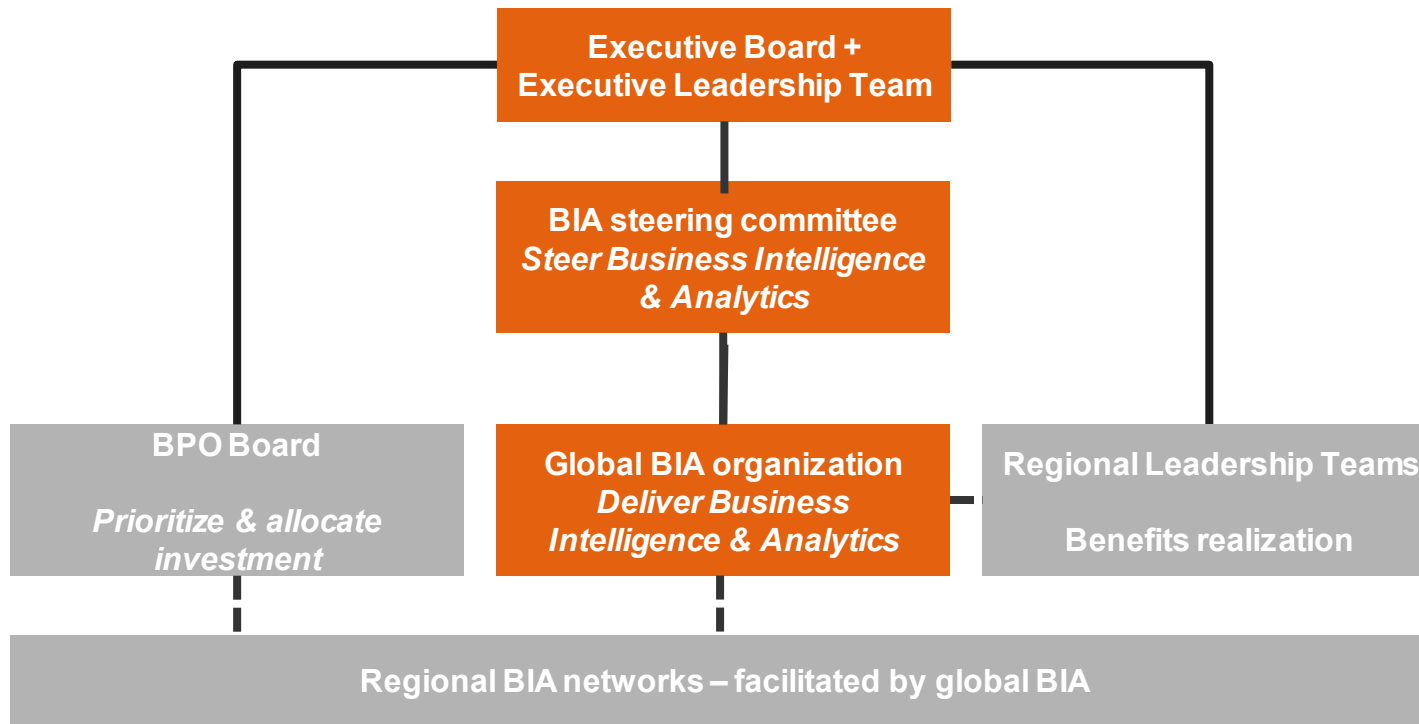 Executive Board +
Executive Leadership Team
BIA steering committee
Steer Business Intelligence
& Analytics
BPO Board
Prioritize & allocate
investment
Global BIA organization
Deliver Business
Intelligence & Analytics
Regional Leadership Teams
Benefits realization
Regional BIA networks – facilitated by global BIA